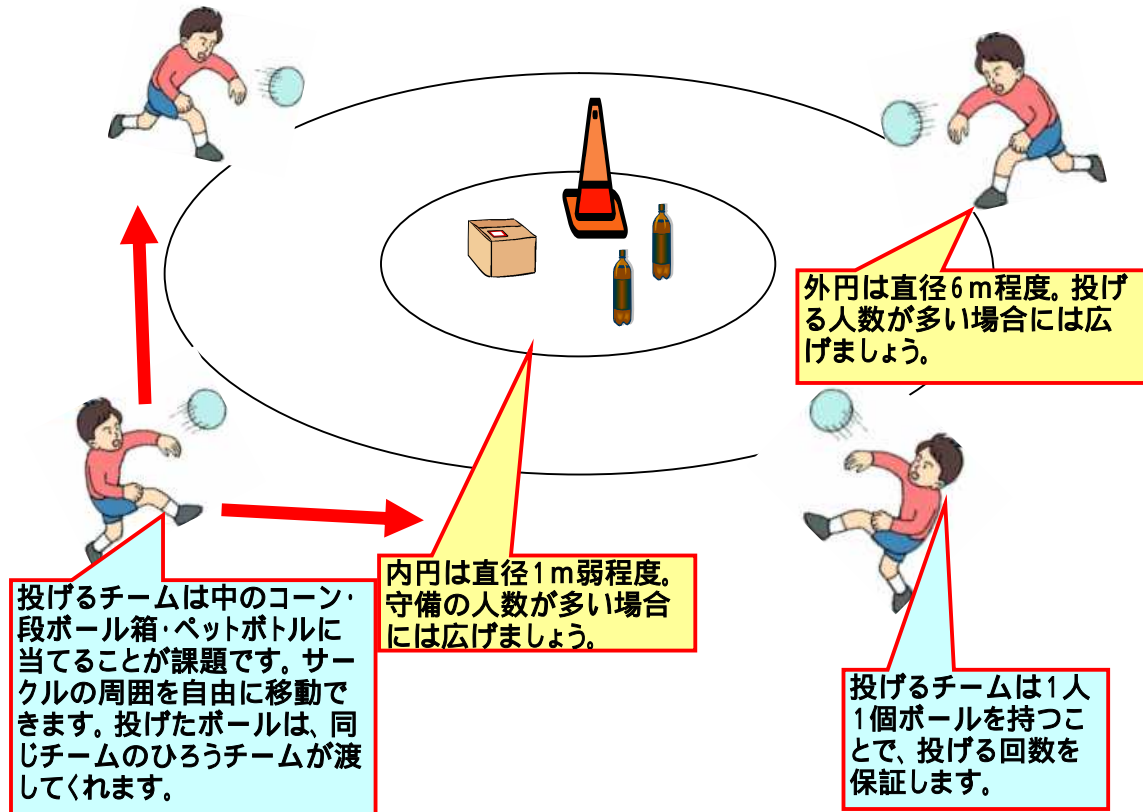 外円は直径6m程度。投げ
る人数が多い場合には広
げましょう。
内円は直径1m弱程度。
守備の人数が多い場合
には広げましょう。
投げるチームは中のコーン・
段ボール箱・ペットボトルに
当てることが課題です。サー
クルの周囲を自由に移動で
きます。投げたボールは、同
じチームのひろうチームが渡
してくれます。
投げるチームは1人
1個ボールを持つこ
とで、投げる回数を
保証します。